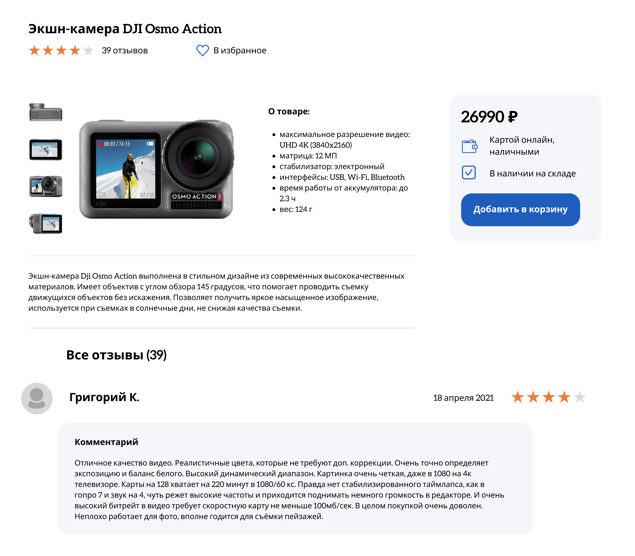 Экшн-камера DJI Osmo Action
39 отзывов
В избранное
О товаре:
• максимальное разрешение видео:
UHD 4K (3840x2160)
• матрица: 12 МП
• стабилизатор: электронный
• интерфейсы: USB, Wi-Fi, Bluetooth
• время работы от аккумулятора: до
2.3 ч
• вес: 124 г
26990 ₽
Картой онлайн,
наличными
В наличии на складе
Добавить в корзину
OSMO ACTION
Экшн-камера Dji Osmo Action выполнена в стильном дизайне из современных высококачественных
материалов. Имеет объектив с углом обзора 145 градусов, что помогает проводить съемку
движущихся объектов без искажения. Позволяет получить яркое насыщенное изображение,
используется при съемках в солнечные дни, не снижая качества съемки.
Все отзывы (39)
Григорий К.
18 апреля 2021
Комментарий
Отличное качество видео. Реалистичные цвета, которые не требуют доп. коррекции. Очень точно определяет
экспозицию и баланс белого. Высокий динамический диапазон. Картинка очень четкая, даже в 1080 на 4к
телевизоре. Карты на 128 хватает на 220 минут в 1080/60 кс. Правда нет стабилизированного таймлапса, как в
гопро 7 и звук на 4, чуть режет высокие частоты и приходится поднимать немного громкость в редакторе. И очень
высокий битрейт в видео требует скоростную карту не меньше 100мб/сек. В целом покупкой очень доволен.
Неплохо работает для фото, вполне годится для съёмки пейзажей.